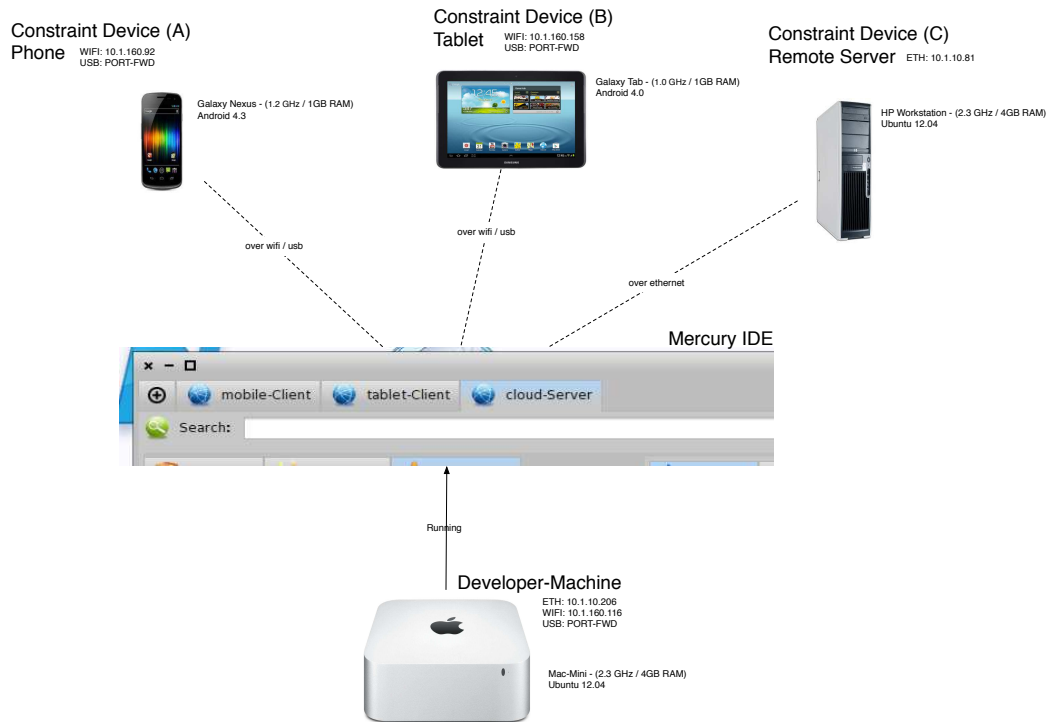 Constraint Device (A)
Phone
WIFI: 10.1.160.92
USB: PORT-FWD
Galaxy Nexus - (1.2 GHz / 1GB RAM)
Android 4.3
Constraint Device (B)
Tablet
WIFI: 10.1.160.158
USB: PORT-FWD
Galaxy Tab - (1.0 GHz / 1GB RAM)
Android 4.0
Constraint Device (C)
Remote Server
ETH: 10.1.10.81
HP Workstation - (2.3 GHz / 4GB RAM)
Ubuntu 12.04
12:45
SAMSUNG
over wifi / usb
over wifi / usb
over ethernet
Mercury IDE
mobile-Client
tablet-Client
cloud-Server
Search:
Running
Developer-Machine
ETH: 10.1.10.206
WIFI: 10.1.160.116
USB: PORT-FWD
Mac-Mini - (2.3 GHz / 4GB RAM)
Ubuntu 12.04